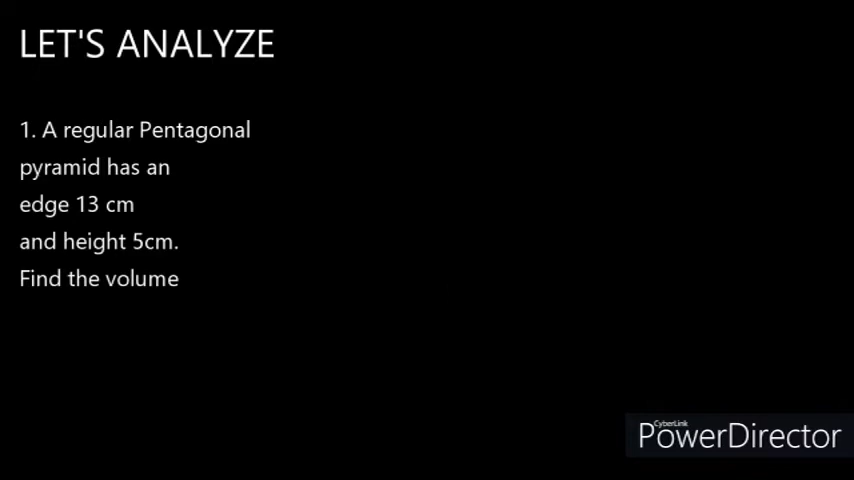 LET'S ANALYZE
1. A regular Pentagonal
pyramid has an
edge 13 cm
and height 5cm.
Find the volume
CyberLink
PowerDirector